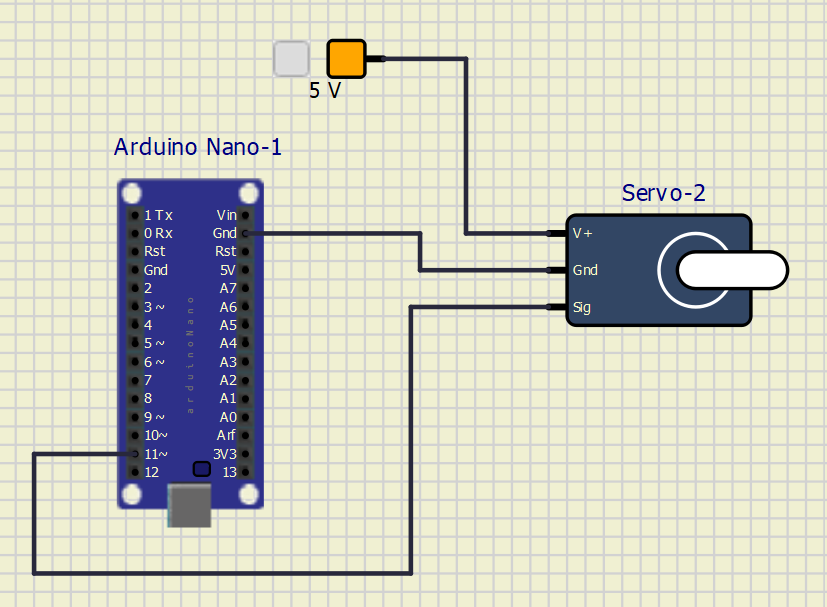 5 V
Arduino Nano-1
Servo-2
1 Tx Vin
0 Rx Gnd
Rst Rst
Gnd 5V
2 A7
3 ~ A6
4 A5
5 ~ A4
6 ~ A3
7 A2
8 A1
9 ~ A0
10~ Arf
11~ 3V3
12 13
arduinoNano
V+
Gnd
Sig